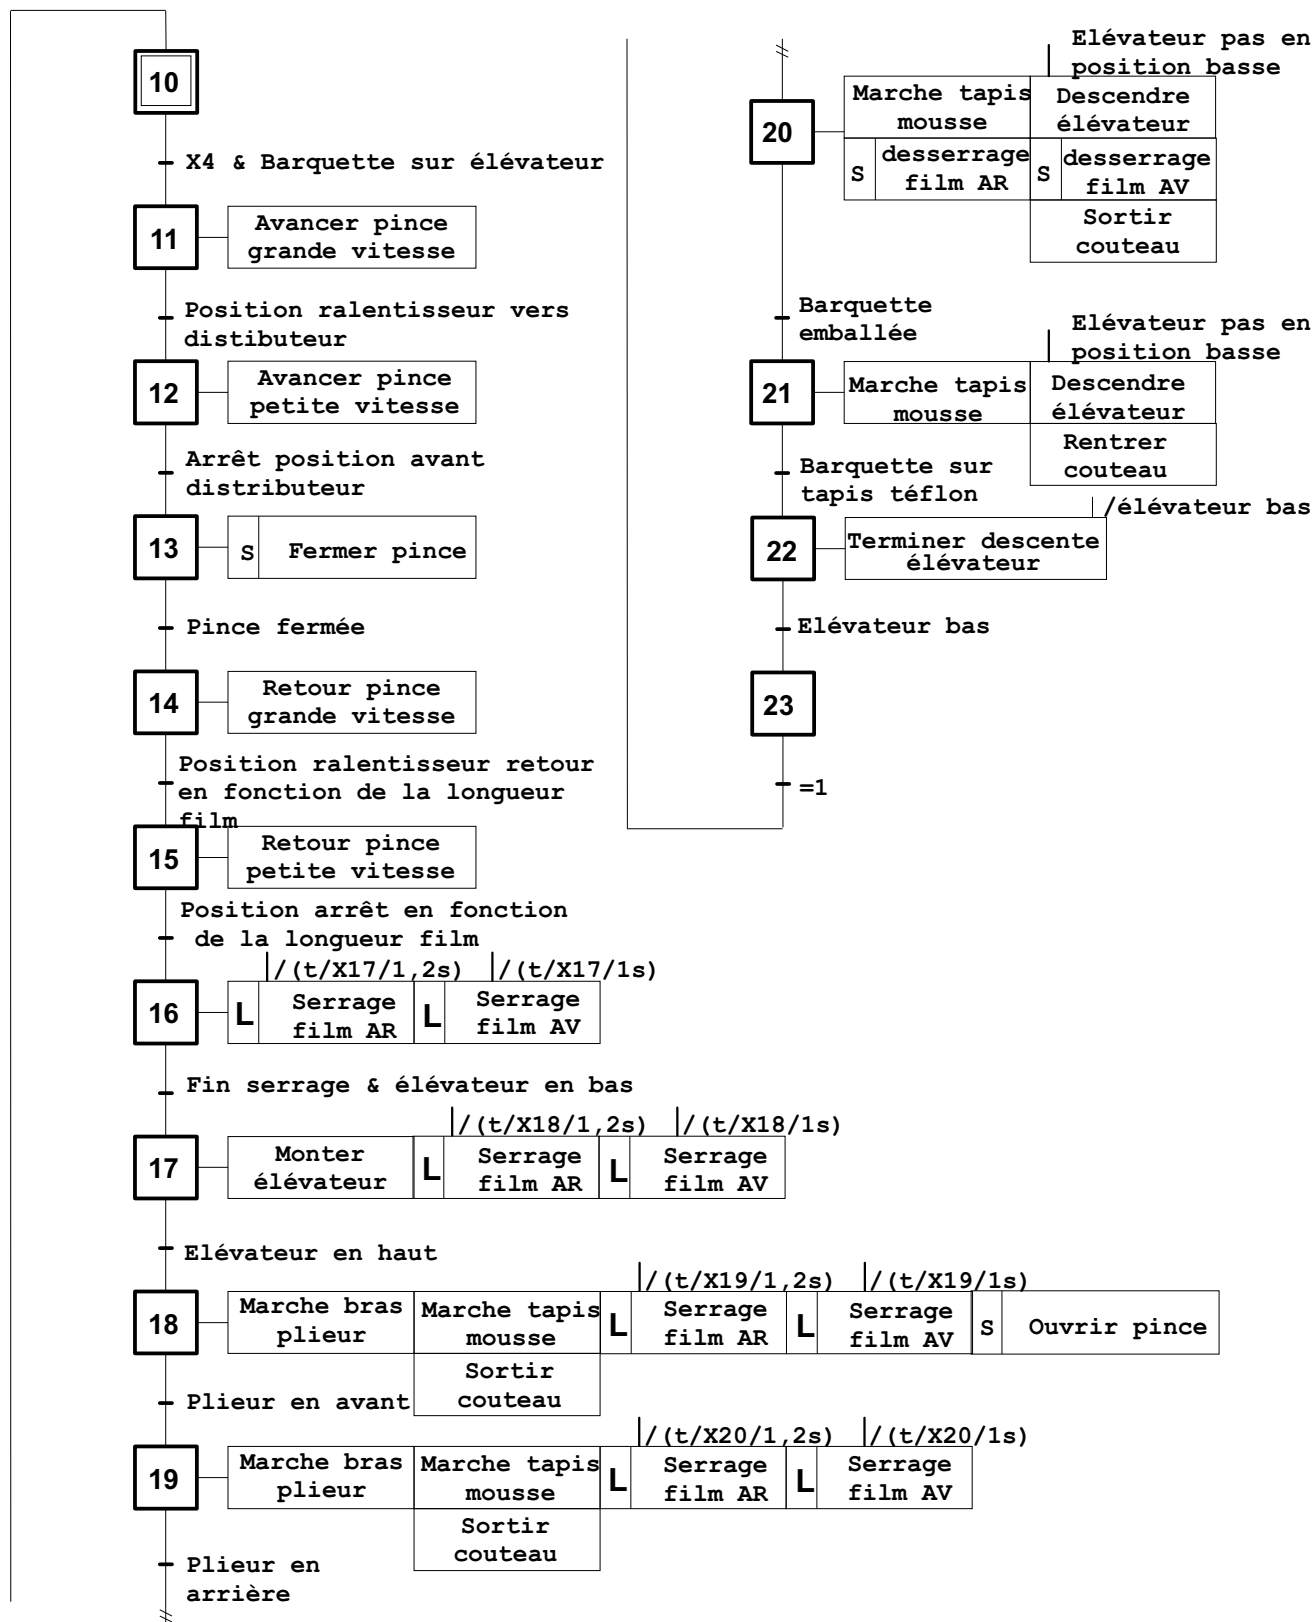 10
X4 & Barquette sur élévateur
11
Avancer pince
grande vitesse
Position ralentisseur vers
distibuteur
12
Avancer pince
petite vitesse
Arrêt position avant
distributeur
13
S
Fermer pince
Pince fermée
14
Retour pince
grande vitesse
Position ralentisseur retour
en fonction de la longueur
film
15
Retour pince
petite vitesse
Position arrêt en fonction
de la longueur film
/(t/X17/1,2s)
/(t/X17/1s)
16
L
Serrage
film AR
L
Serrage
film AV
Fin serrage & élévateur en bas
/(t/X18/1,2s)
/(t/X18/1s)
17
Monter
élévateur
L
Serrage
film AR
L
Serrage
film AV
Elévateur en haut
/(t/X19/1,2s)
/(t/X19/1s)
18
Marche bras
plieur
Marche tapis
mousse
L
Serrage
film AR
L
Serrage
film AV
S
Ouvrir pince
Sortir
couteau
Plieur en avant
/(t/X20/1,2s)
/(t/X20/1s)
19
Marche bras
plieur
Marche tapis
mousse
L
Serrage
film AR
L
Serrage
film AV
Sortir
couteau
Plieur en
arrière
Elévateur pas en
position basse
20
Marche tapis
mousse
Descendre
élévateur
S
desserrage
film AR
S
desserrage
film AV
Sortir
couteau
Barquette
emballée
Elévateur pas en
position basse
21
Marche tapis
mousse
Descendre
élévateur
Rentrer
couteau
Barquette sur
tapis téflon
/élévateur bas
22
Terminer descente
élévateur
Elévateur bas
23
=1